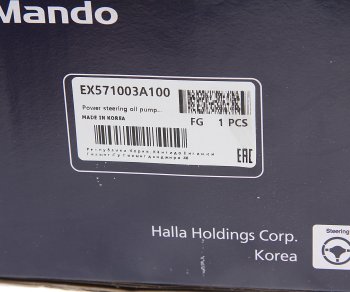 Mando
EX571003A100
Power steering oil pump...
MADE IN KOREA
FG 1 PCS
EAC
Halla Holdings Corp.
Korea
Steering